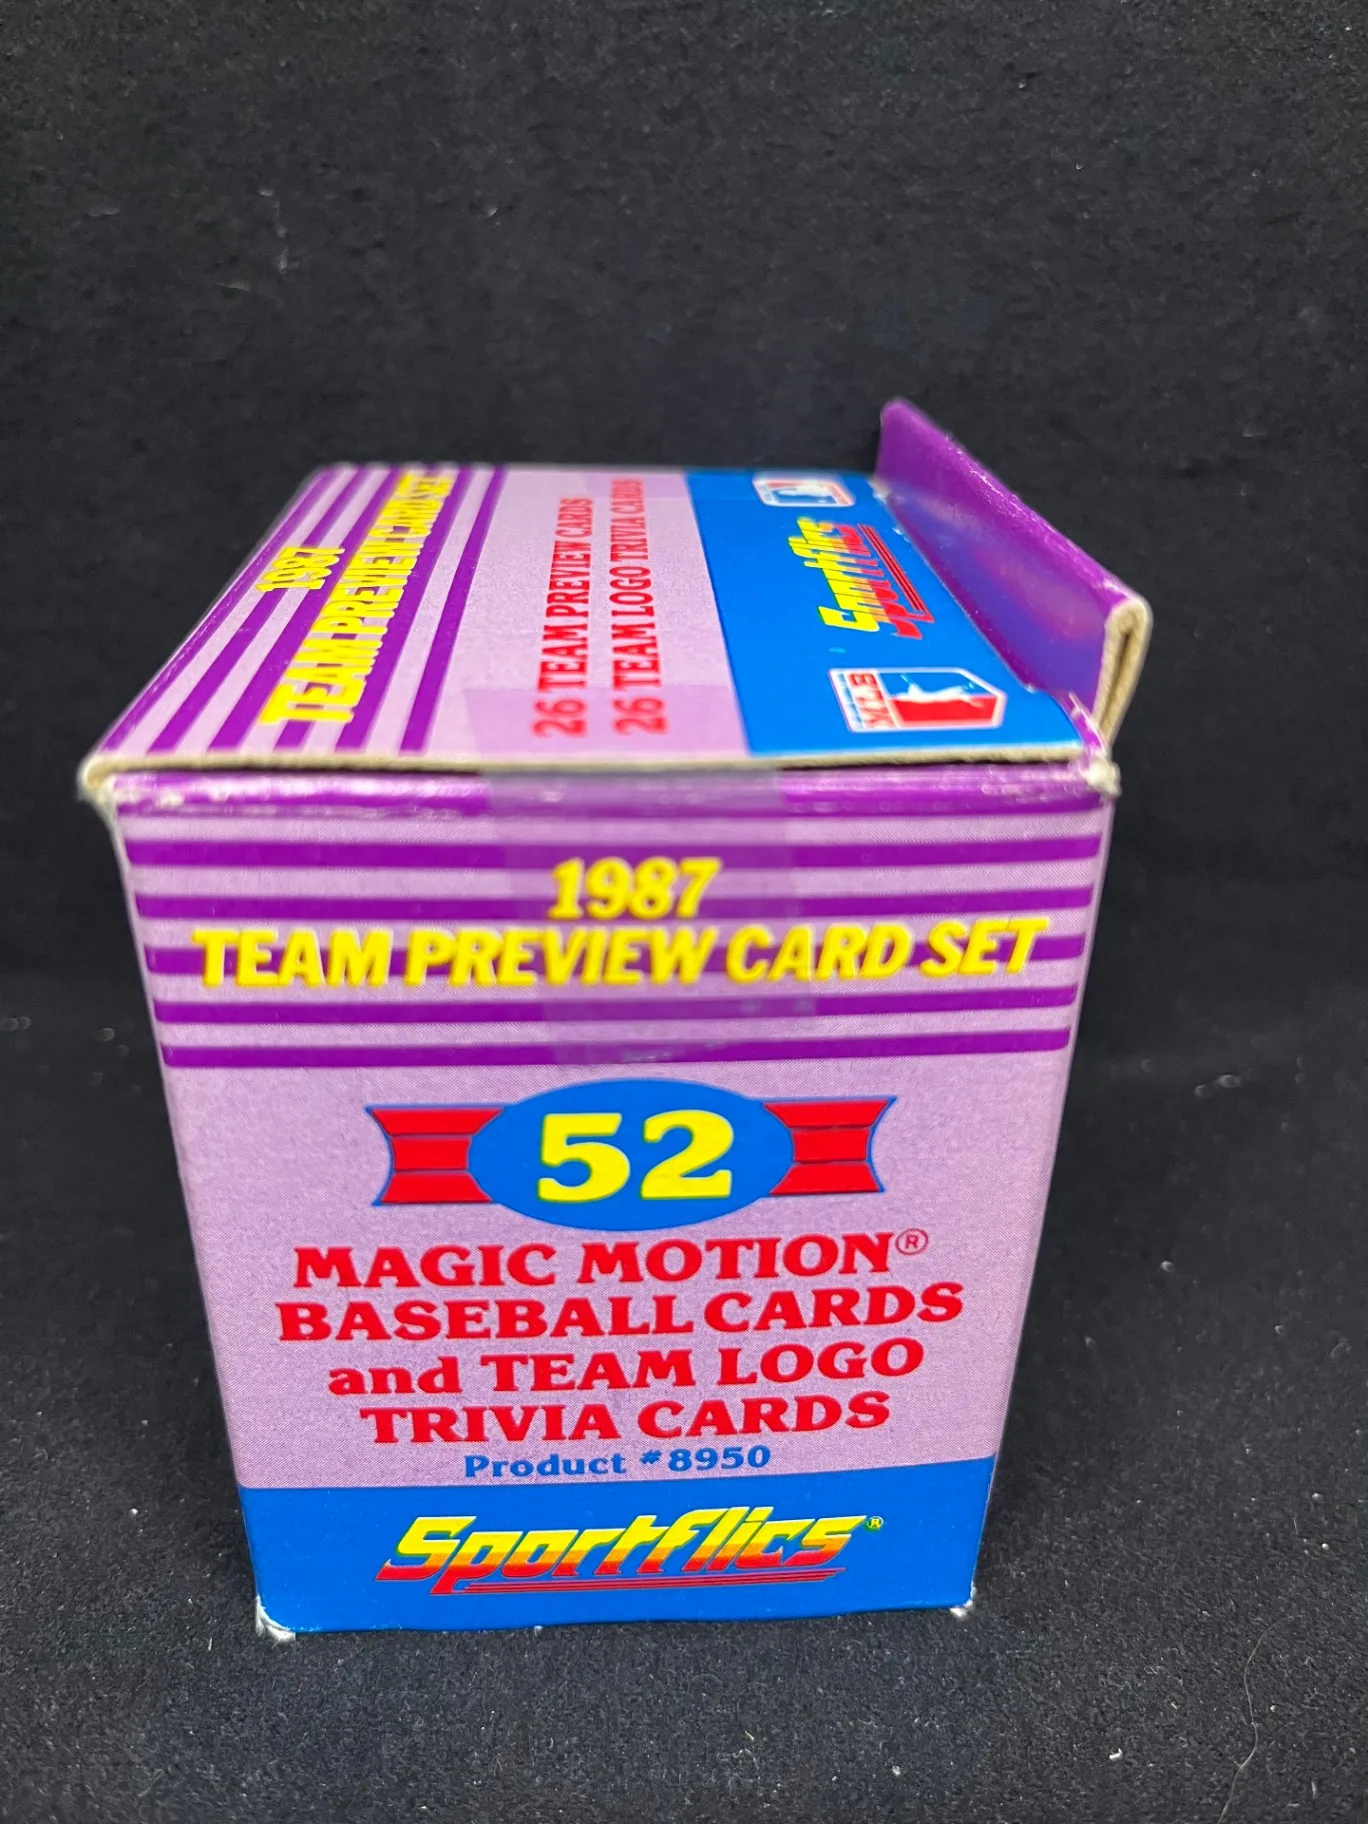 1987
TEAM PREVIEW CARD SET
26 TEAM PREVIEW CARDS
26 TEAM LOGO TRIVIA CARDS
Sportflics
MLB
1987
TEAM PREVIEW CARD SET
52
MAGIC MOTION®
BASEBALL CARDS
and TEAM LOGO
TRIVIA CARDS
Product #8950
Sportflics®